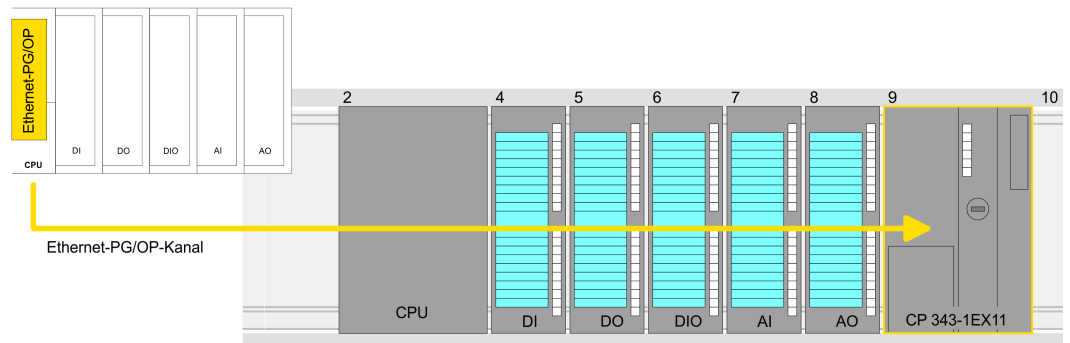 Ethernet-PG/OP
CPU
DI
DO
DIO
AI
AO
Ethernet-PG/OP-Kanal
2
4
5
6
7
8
9
10
CPU
DI
DO
DIO
AI
AO
CP 343-1EX11